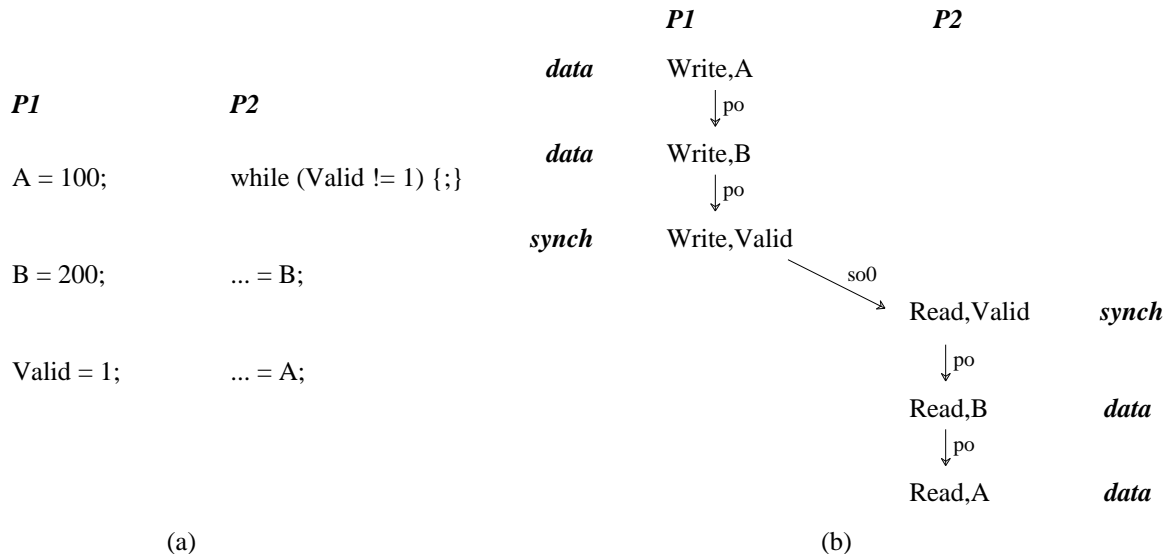 P1 P2
A = 100; while (Valid != 1) {;}
B = 200; ... = B;
Valid = 1; ... = A;
(a)
P1 P2
data Write,A
po
data Write,B
po
synch Write,Valid
so0
Read,Valid synch
po
Read,B data
po
Read,A data
(b)